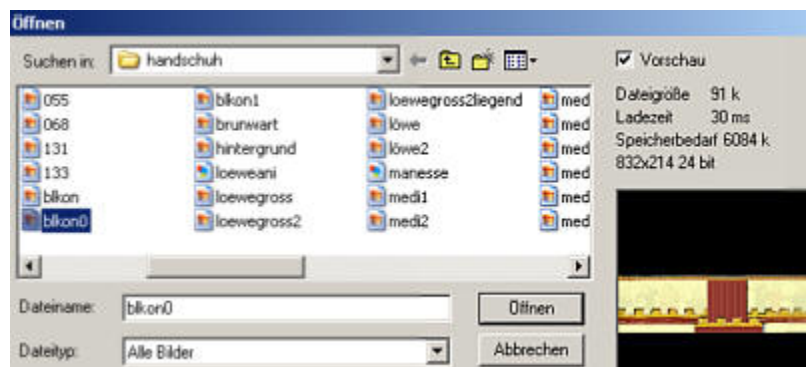 Öffnen
Suchen in: handschuh
Vorschau
055
068
131
133
blkon
blkon0
blkon1
brunwart
hintergrund
loeweani
loewegross
loewegross2
loewegross2liegend
löwe
löwe2
manesse
medi1
medi2
med
med
med
med
med
med
Dateigröße 91 k
Ladezeit 30 ms
Speicherbedarf 6084 k
832x214 24 bit
Dateiname: blkon0 Öffnen
Dateityp: Alle Bilder Abbrechen